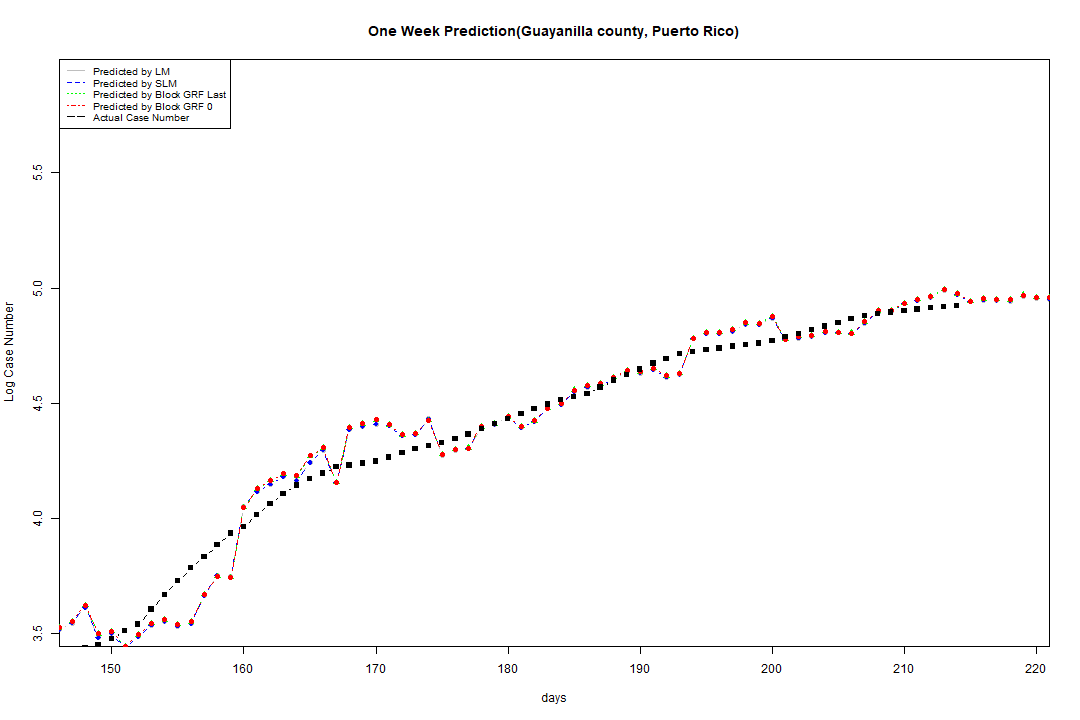 One Week Prediction(Guayanilla county, Puerto Rico)
Predicted by LM
Predicted by SLM
Predicted by Block GRF Last
Predicted by Block GRF 0
Actual Case Number
5.5
5.0
4.5
4.0
3.5
Log Case Number
150 160 170 180 190 200 210 220
days